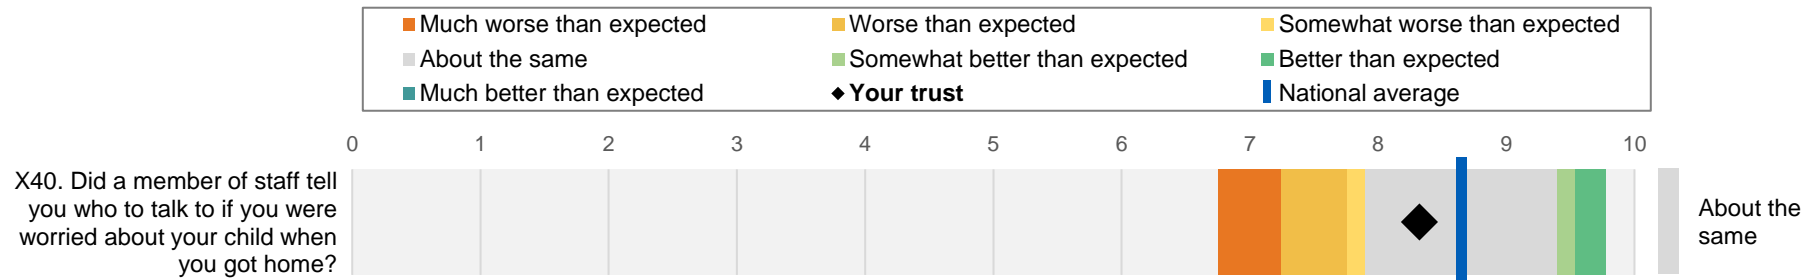 Much worse than expected Worse than expected Somewhat worse than expected
About the same Somewhat better than expected Better than expected
Much better than expected Your trust National average
0 1 2 3 4 5 6 7 8 9 10
X40. Did a member of staff tell
you who to talk to if you were
worried about your child when
you got home?
About the
same